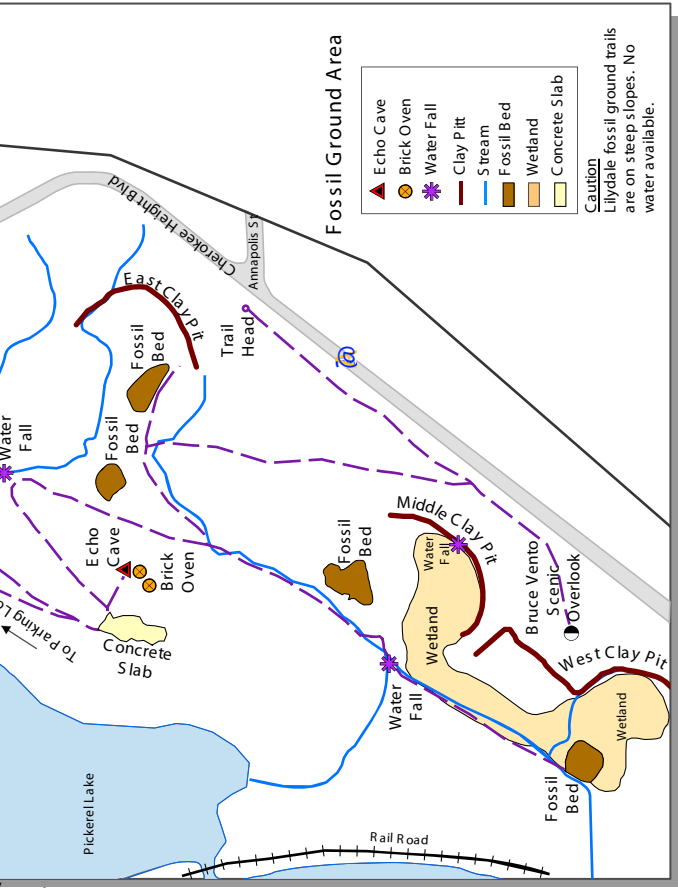 Fossil Ground Area
Echo Cave
Brick Oven
Water Fall
Clay Pitt
Stream
Fossil Bed
Wetland
Concrete Slab
Caution
Lilydale fossil ground trails
are on steep slopes. No
water available.
Cherokee Height Blvd
Annapolis St
East Clay Pit
Trail
Head
@
Fossil
Bed
Fossil
Bed
Water
Fall
Echo
Cave
Brick
Oven
Concrete
Slab
To Parking
Fossil
Bed
Middle Clay Pit
Water
Fall
Wetland
Bruce Vento
Scenic
Overlook
West Clay Pit
Wetland
Water
Fall
Fossil
Bed
Pickerel Lake
Rail Road